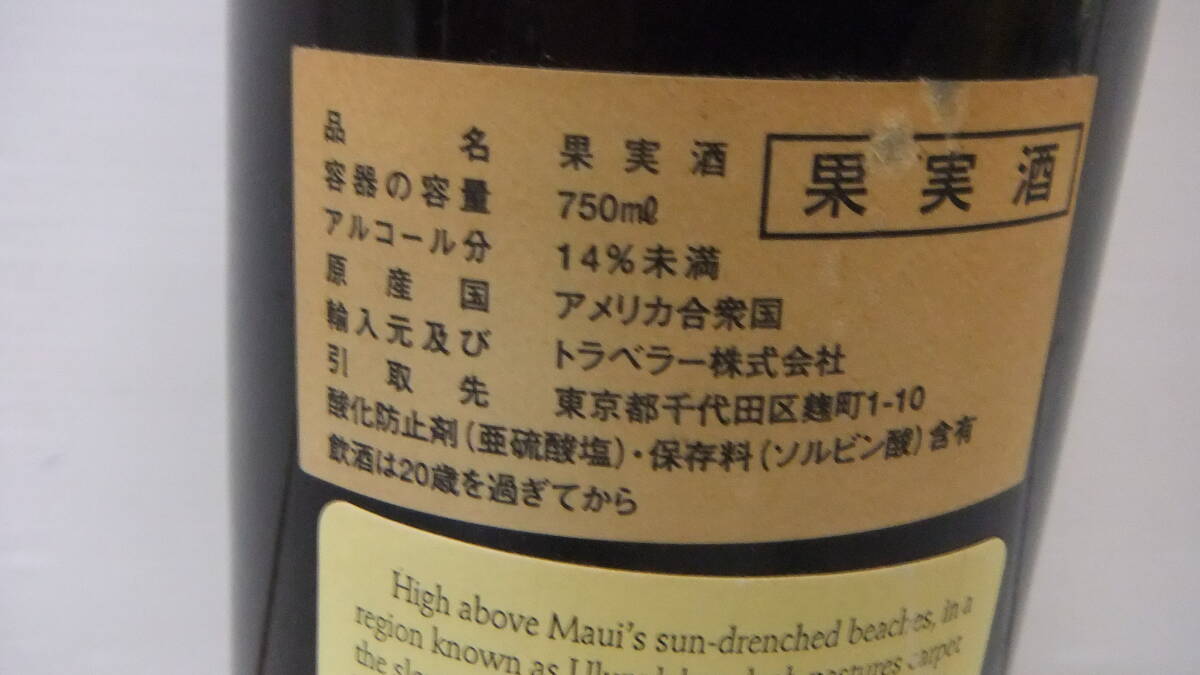 品名 果実酒
果実酒
容器の容量 750mℓ
アルコール分 14%未満
原産国 アメリカ合衆国
輸入元及び トラベラー株式会社
引取先 東京都千代田区麹町1-10
酸化防止剤(亜硫酸塩)・保存料(ソルビン酸)含有
飲酒は20歳を過ぎてから
High above Maui's sun-drenched beaches, in a
region known as pastures carpet
the